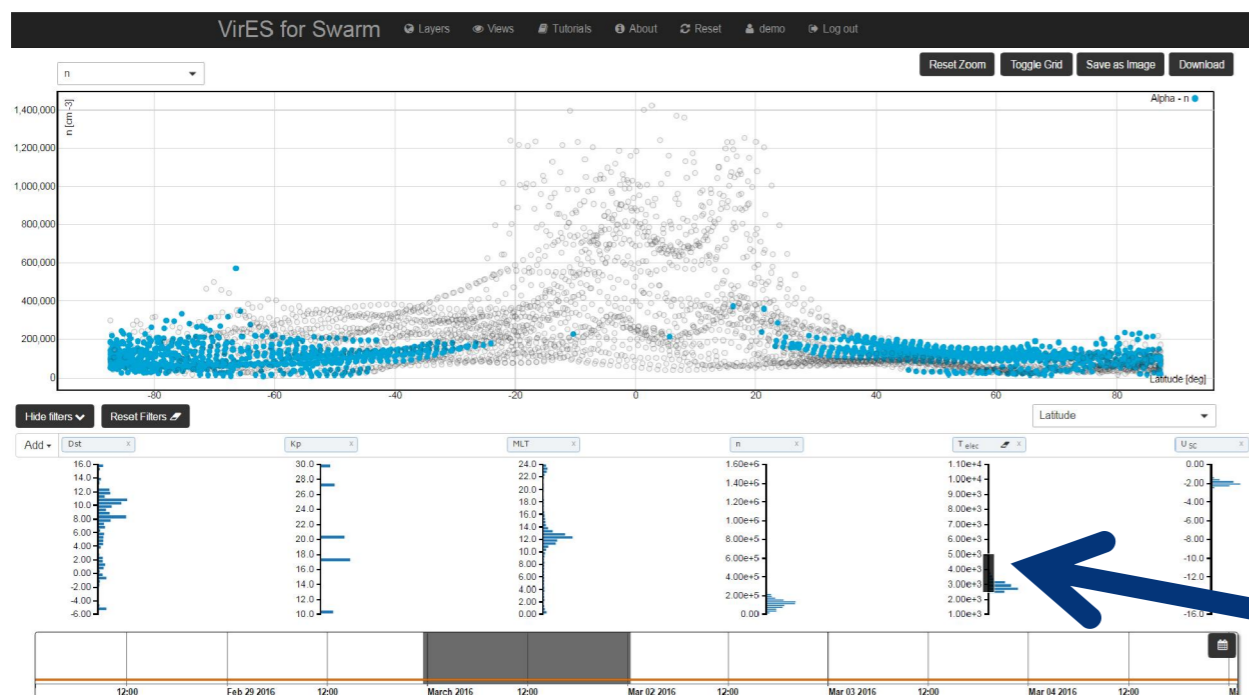 VirES for Swarm Layers Views Tutorials About Reset demo Log out
n Reset Zoom Toggle Grid Save as Image Download
Alpha - n
n [cm-3]
1,400,000
1,200,000
1,000,000
800,000
600,000
400,000
200,000
0
Latitude [deg]
-80 -60 -40 -20 0 20 40 60 80
Hide filters Reset Filters Latitude
Add Dst x Kp x MLT x n x T elec x U SC x
16.0 14.0 12.0 10.0 8.00 6.00 4.00 2.00 0.00 -2.00 -4.00 -6.00
30.0 28.0 26.0 24.0 22.0 20.0 18.0 16.0 14.0 12.0 10.0
24.0 22.0 20.0 18.0 16.0 14.0 12.0 10.0 8.00 6.00 4.00 2.00 0.00
1.60e+6 1.40e+6 1.20e+6 1.00e+6 8.00e+5 6.00e+5 4.00e+5 2.00e+5 0.00
1.10e+4 1.00e+4 9.00e+3 8.00e+3 7.00e+3 6.00e+3 5.00e+3 4.00e+3 3.00e+3 2.00e+3 1.00e+3
0.00 -2.00 -4.00 -6.00 -8.00 -10.0 -12.0 -16.0
12:00 Feb 29 2016 12:00 March 2016 12:00 Mar 02 2016 12:00 Mar 03 2016 12:00 Mar 04 2016 12:00